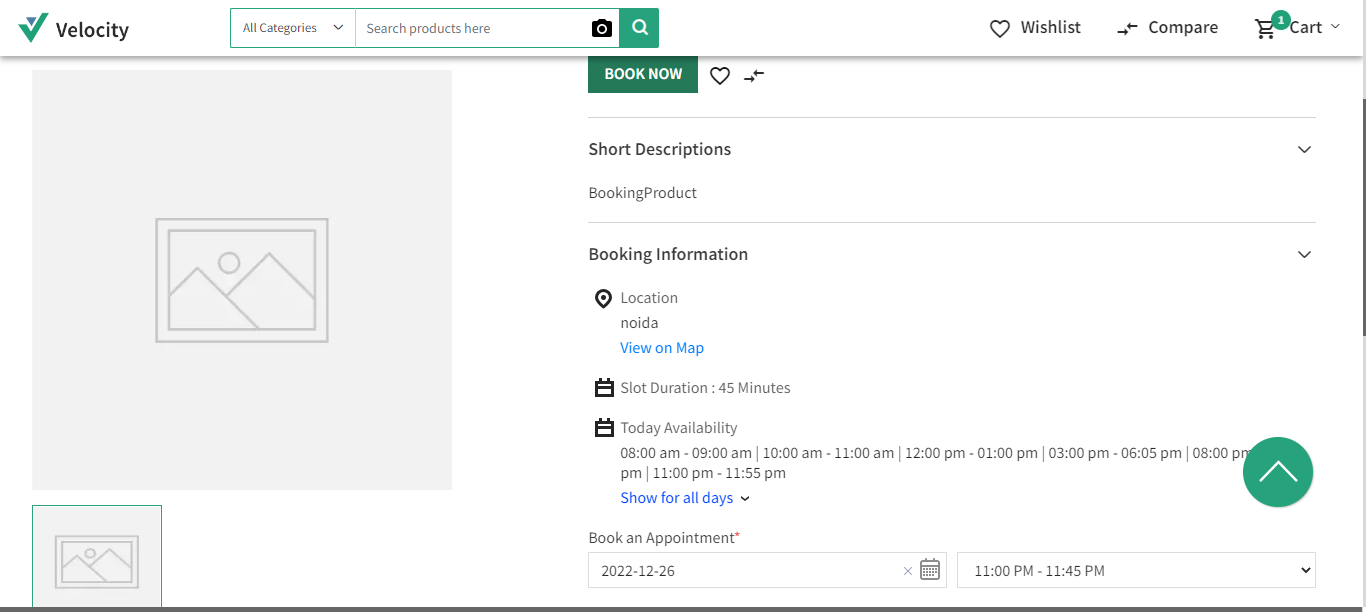 Velocity
All Categories
Search products here
Wishlist
Compare
1
Cart
BOOK NOW
Short Descriptions
BookingProduct
Booking Information
Location
noida
View on Map
Slot Duration : 45 Minutes
Today Availability
08:00 am - 09:00 am | 10:00 am - 11:00 am | 12:00 pm - 01:00 pm | 03:00 pm - 06:05 pm | 08:00 pm
pm | 11:00 pm - 11:55 pm
Show for all days
Book an Appointment*
2022-12-26
11:00 PM - 11:45 PM